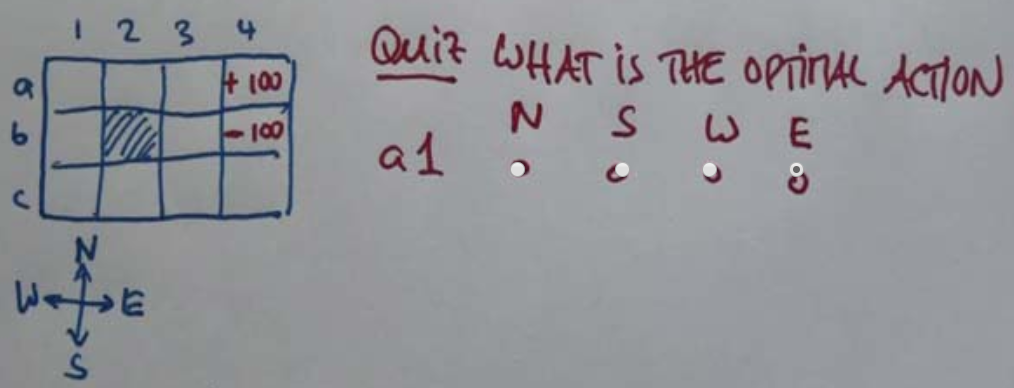 1 2 3 4
a +100
b -100
c
N
W E
S
QUIZ WHAT IS THE OPTIMAL ACTION
N S W E
a1